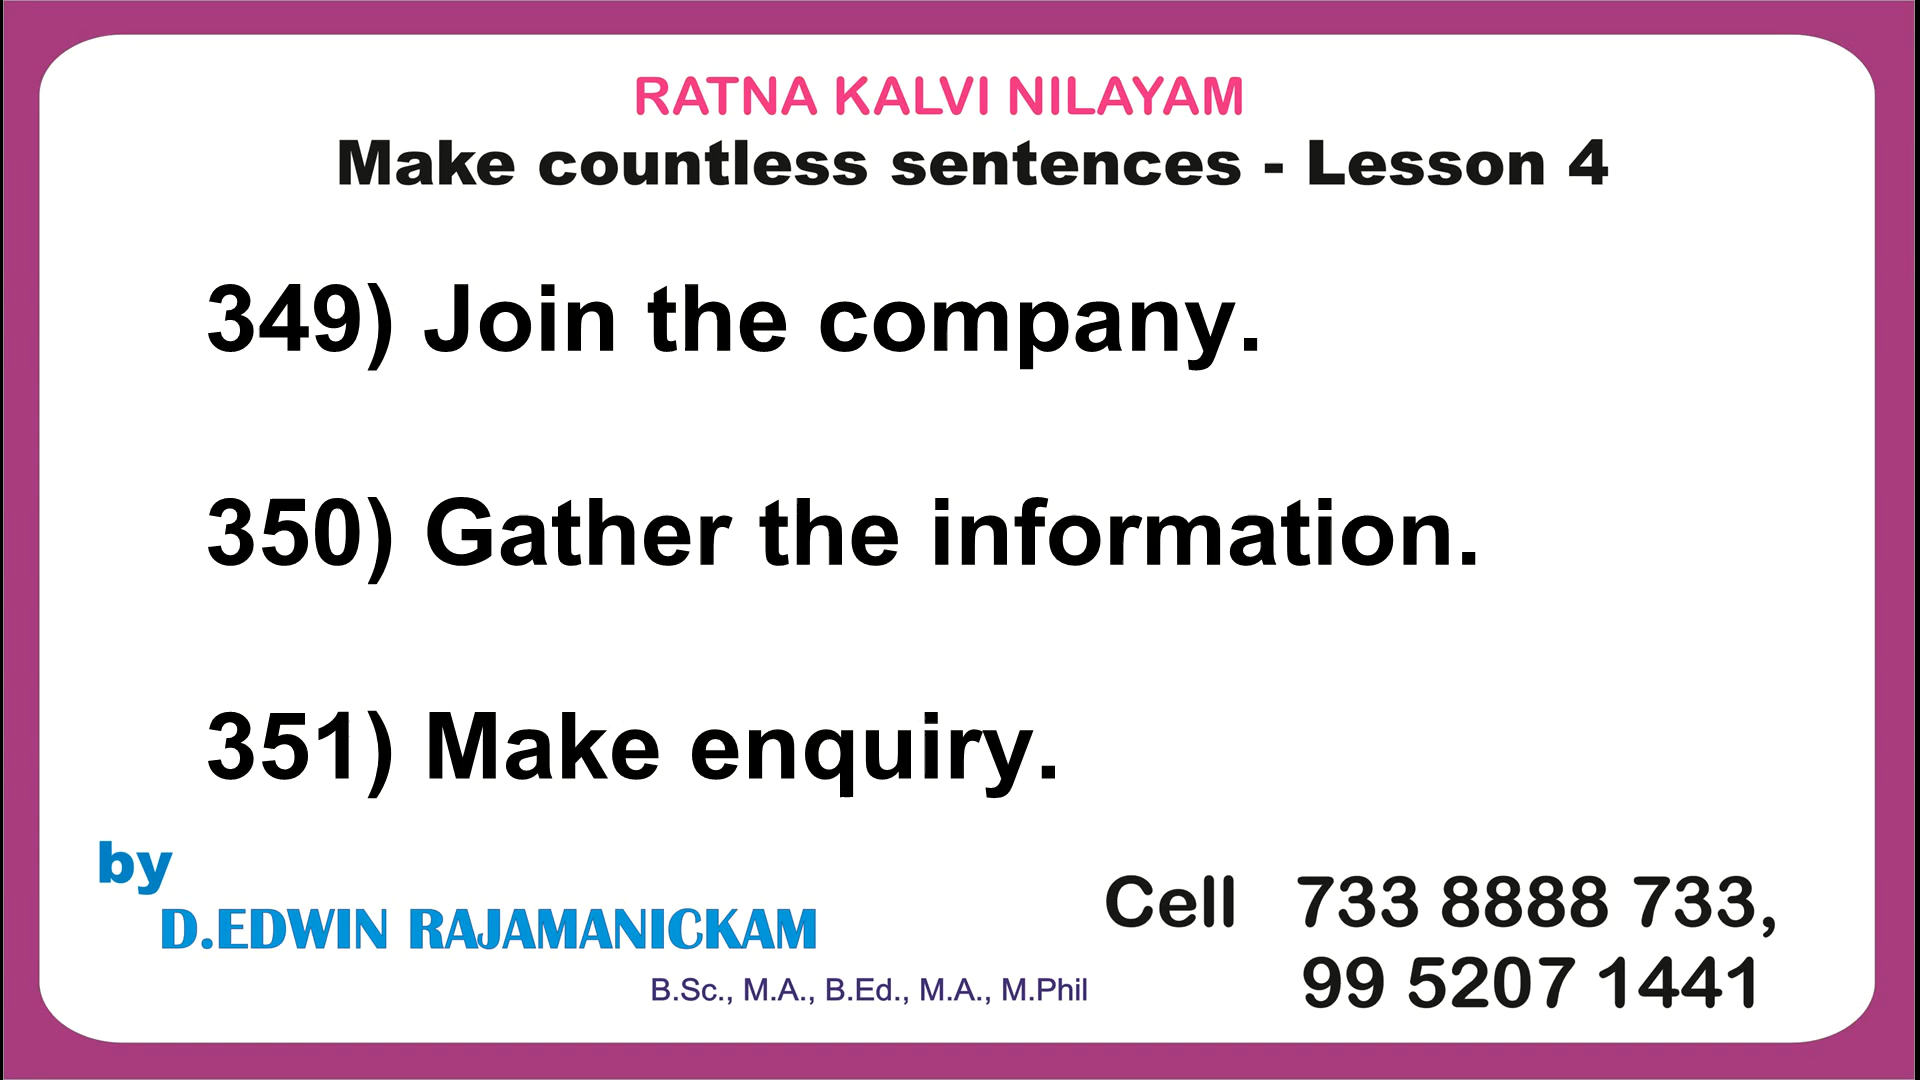 RATNA KALVI NILAYAM
Make countless sentences - Lesson 4
349) Join the company.
350) Gather the information.
351) Make enquiry.
by
D.EDWIN RAJAMANICKAM
B.Sc., M.A., B.Ed., M.A., M.Phil
Cell 733 8888 733,
99 5207 1441